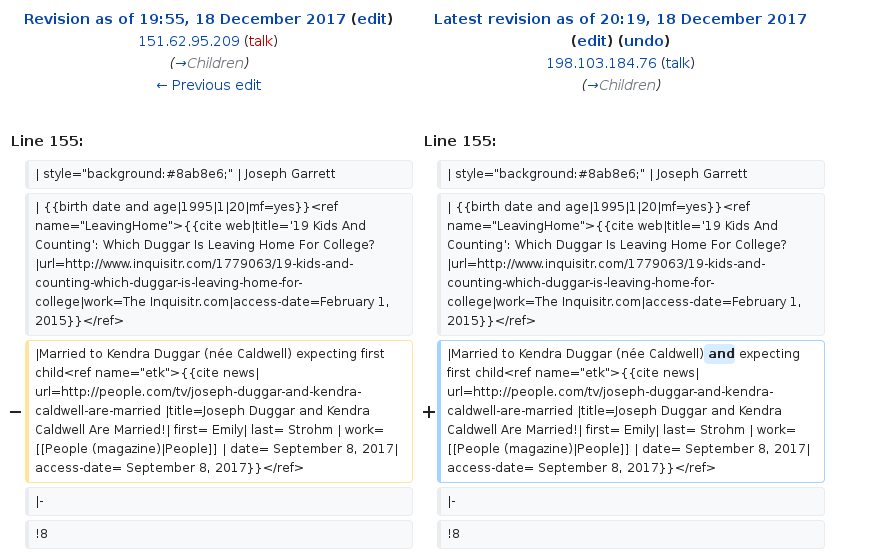 Revision as of 19:55, 18 December 2017 (edit)
151.62.95.209 (talk)
(→Children)
← Previous edit
Latest revision as of 20:19, 18 December 2017
(edit) (undo)
198.103.184.76 (talk)
(→Children)
Line 155:
| style="background:#8ab8e6;" | Joseph Garrett
| {{birth date and age|1995|1|20|mf=yes}}<ref
name="LeavingHome">{{cite web|title='19 Kids And
Counting': Which Duggar Is Leaving Home For College?
|url=http://www.inquisitr.com/1779063/19-kids-and-
counting-which-duggar-is-leaving-home-for-
college|work=The Inquisitr.com|access-date=February 1,
2015}}</ref>
−
|Married to Kendra Duggar (née Caldwell) expecting first
child<ref name="etk">{{cite news|
url=http://people.com/tv/joseph-duggar-and-kendra-
caldwell-are-married |title=Joseph Duggar and Kendra
Caldwell Are Married!| first= Emily| last= Strohm | work=
[[People (magazine)|People]] | date= September 8, 2017|
access-date= September 8, 2017}}</ref>
|-
!8
Line 155:
| style="background:#8ab8e6;" | Joseph Garrett
| {{birth date and age|1995|1|20|mf=yes}}<ref
name="LeavingHome">{{cite web|title='19 Kids And
Counting': Which Duggar Is Leaving Home For College?
|url=http://www.inquisitr.com/1779063/19-kids-and-
counting-which-duggar-is-leaving-home-for-
college|work=The Inquisitr.com|access-date=February 1,
2015}}</ref>
+
|Married to Kendra Duggar (née Caldwell) and expecting
first child<ref name="etk">{{cite news|
url=http://people.com/tv/joseph-duggar-and-kendra-
caldwell-are-married |title=Joseph Duggar and Kendra
Caldwell Are Married!| first= Emily| last= Strohm | work=
[[People (magazine)|People]] | date= September 8, 2017|
access-date= September 8, 2017}}</ref>
|-
!8